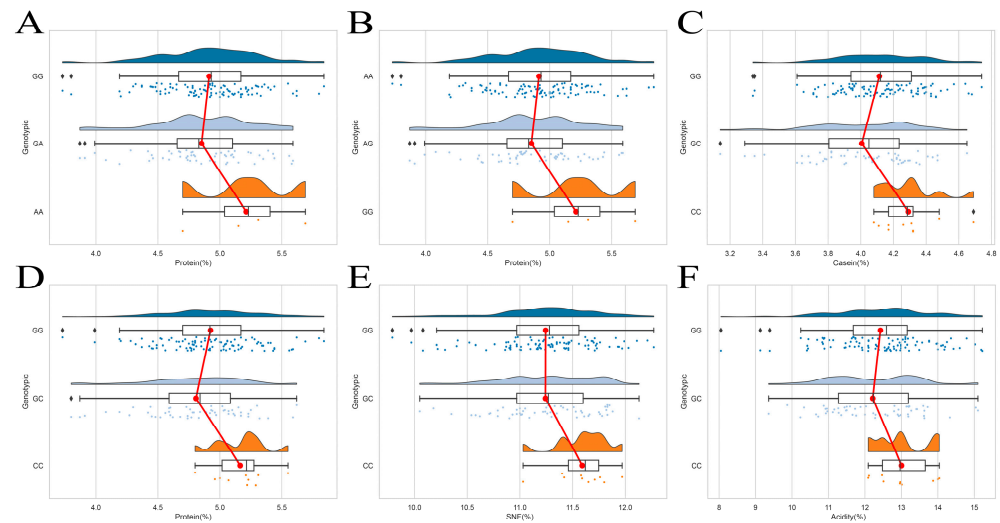 A
B
C
GG
GA
AA
Genotypic
4.0 4.5 5.0 5.5
Protein(%)
AA
AG
GG
Genotypic
4.0 4.5 5.0 5.5
Protein(%)
GG
GC
CC
Genotypic
3.2 3.4 3.6 3.8 4.0 4.2 4.4 4.6 4.8
Casein(%)
D
E
F
GG
GC
CC
Genotypic
4.0 4.5 5.0 5.5
Protein(%)
GG
GC
CC
Genotypic
10.0 10.5 11.0 11.5 12.0
SNF(%)
GG
GC
CC
Genotypic
8 9 10 11 12 13 14 15
Acidity(%)